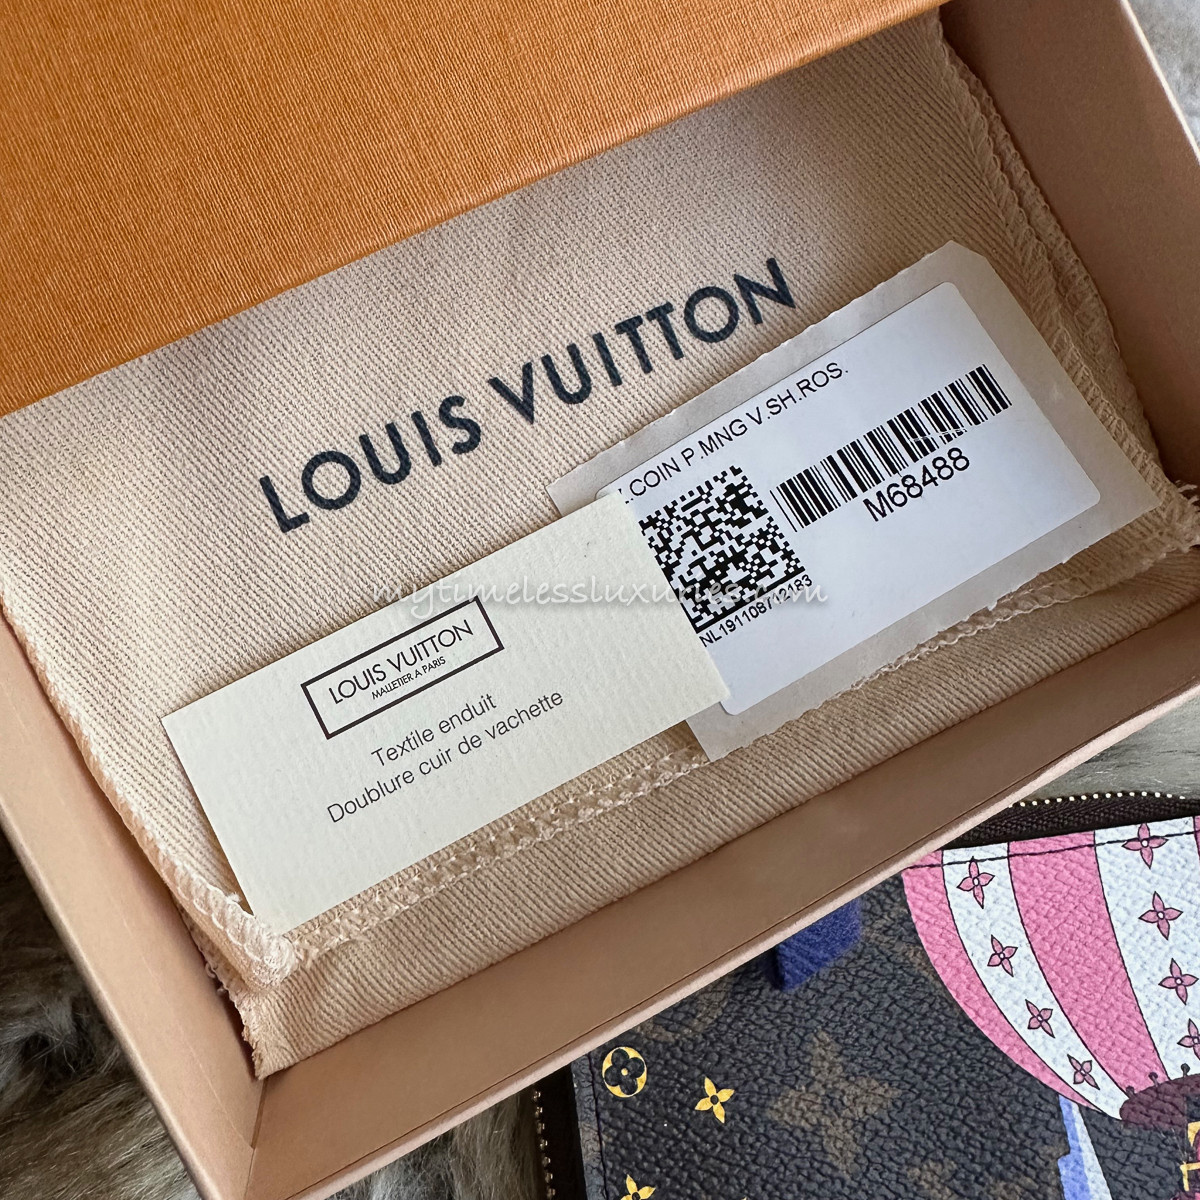 LOUIS VUITTON
.COIN P.MNG V.SH.ROS.
M68488
NL191108712183
mytimelessluxuries.com
LOUIS VUITTON
MALLETIER A PARIS
Textile enduit
Doublure cuir de vachette